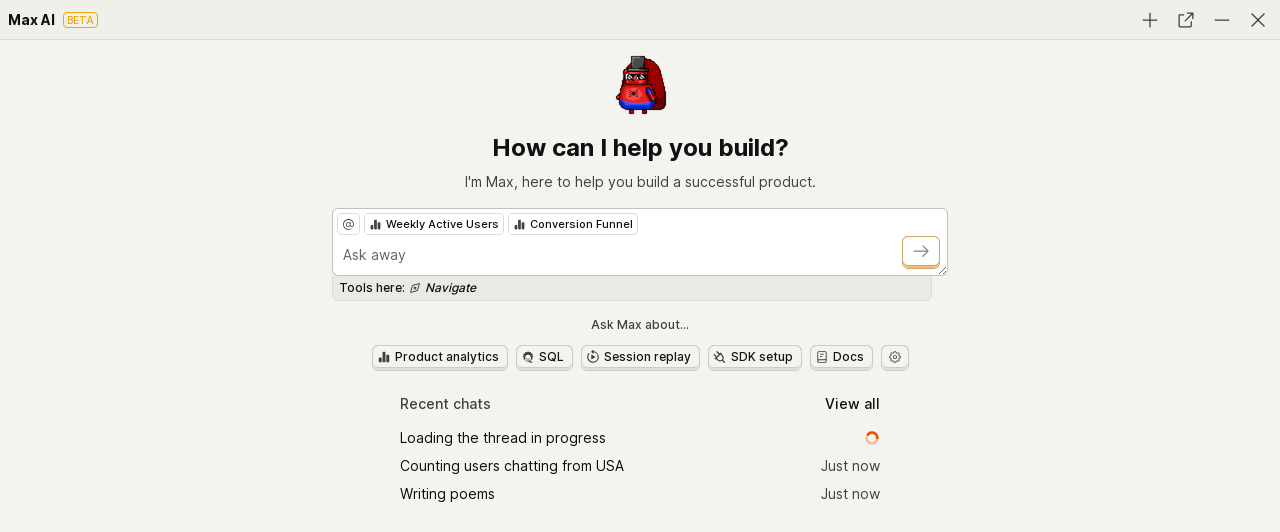 Max AI BETA
How can I help you build?
I'm Max, here to help you build a successful product.
@ Weekly Active Users Conversion Funnel
Ask away
Tools here: Navigate
Ask Max about...
Product analytics SQL Session replay SDK setup Docs
Recent chats View all
Loading the thread in progress
Counting users chatting from USA Just now
Writing poems Just now